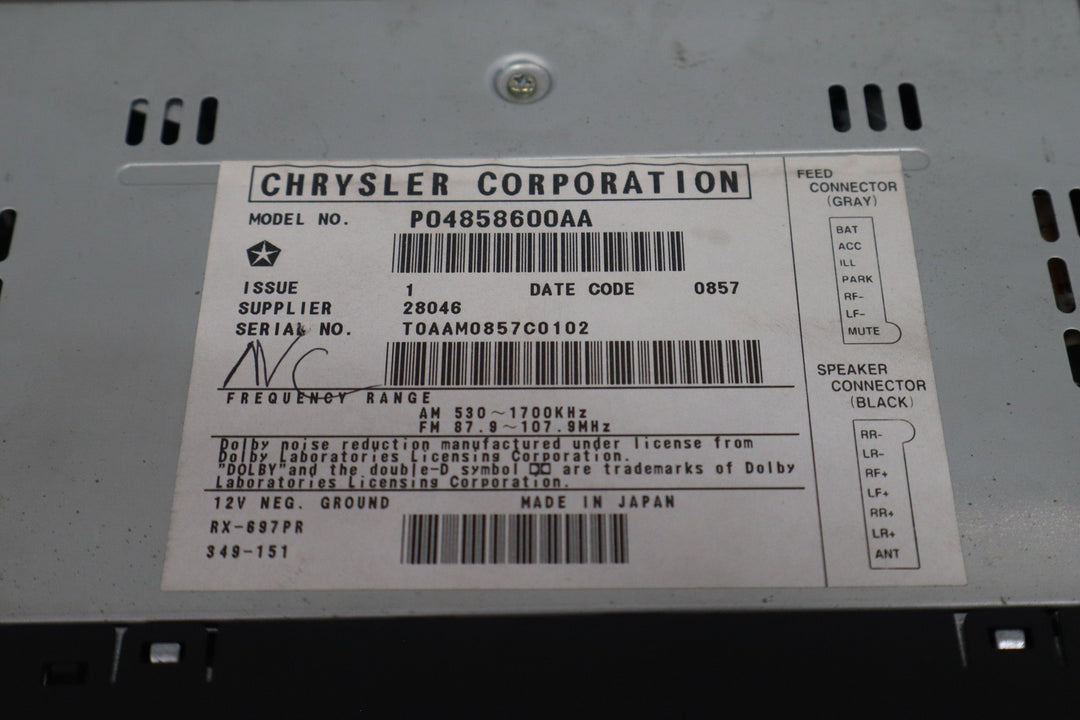 CHRYSLER CORPORATION
MODEL NO. P04858600AA
ISSUE 1 DATE CODE 0857
SUPPLIER 28046
SERIAL NO. T0AAM0857C0102
NC
FREQUENCY RANGE
AM 530~1700KHz
FM 87.9~107.9MHz
Dolby noise reduction manufactured under license from
Dolby Laboratories Licensing Corporation.
"DOLBY"and the double-D symbol are trademarks of Dolby
Laboratories Licensing Corporation.
12V NEG. GROUND MADE IN JAPAN
RX-697PR
349-151
FEED
CONNECTOR
(GRAY)
BAT
ACC
ILL
PARK
RF-
LF-
MUTE
SPEAKER
CONNECTOR
(BLACK)
RR-
LR-
RF+
LF+
RR+
LR+
ANT